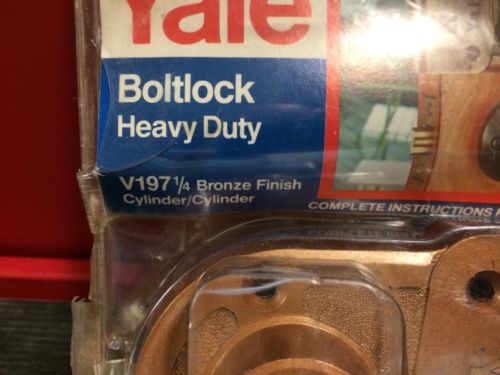 Yale
Boltlock
Heavy Duty
V197 1/4 Bronze Finish
Cylinder/Cylinder
COMPLETE INSTRUCTIONS